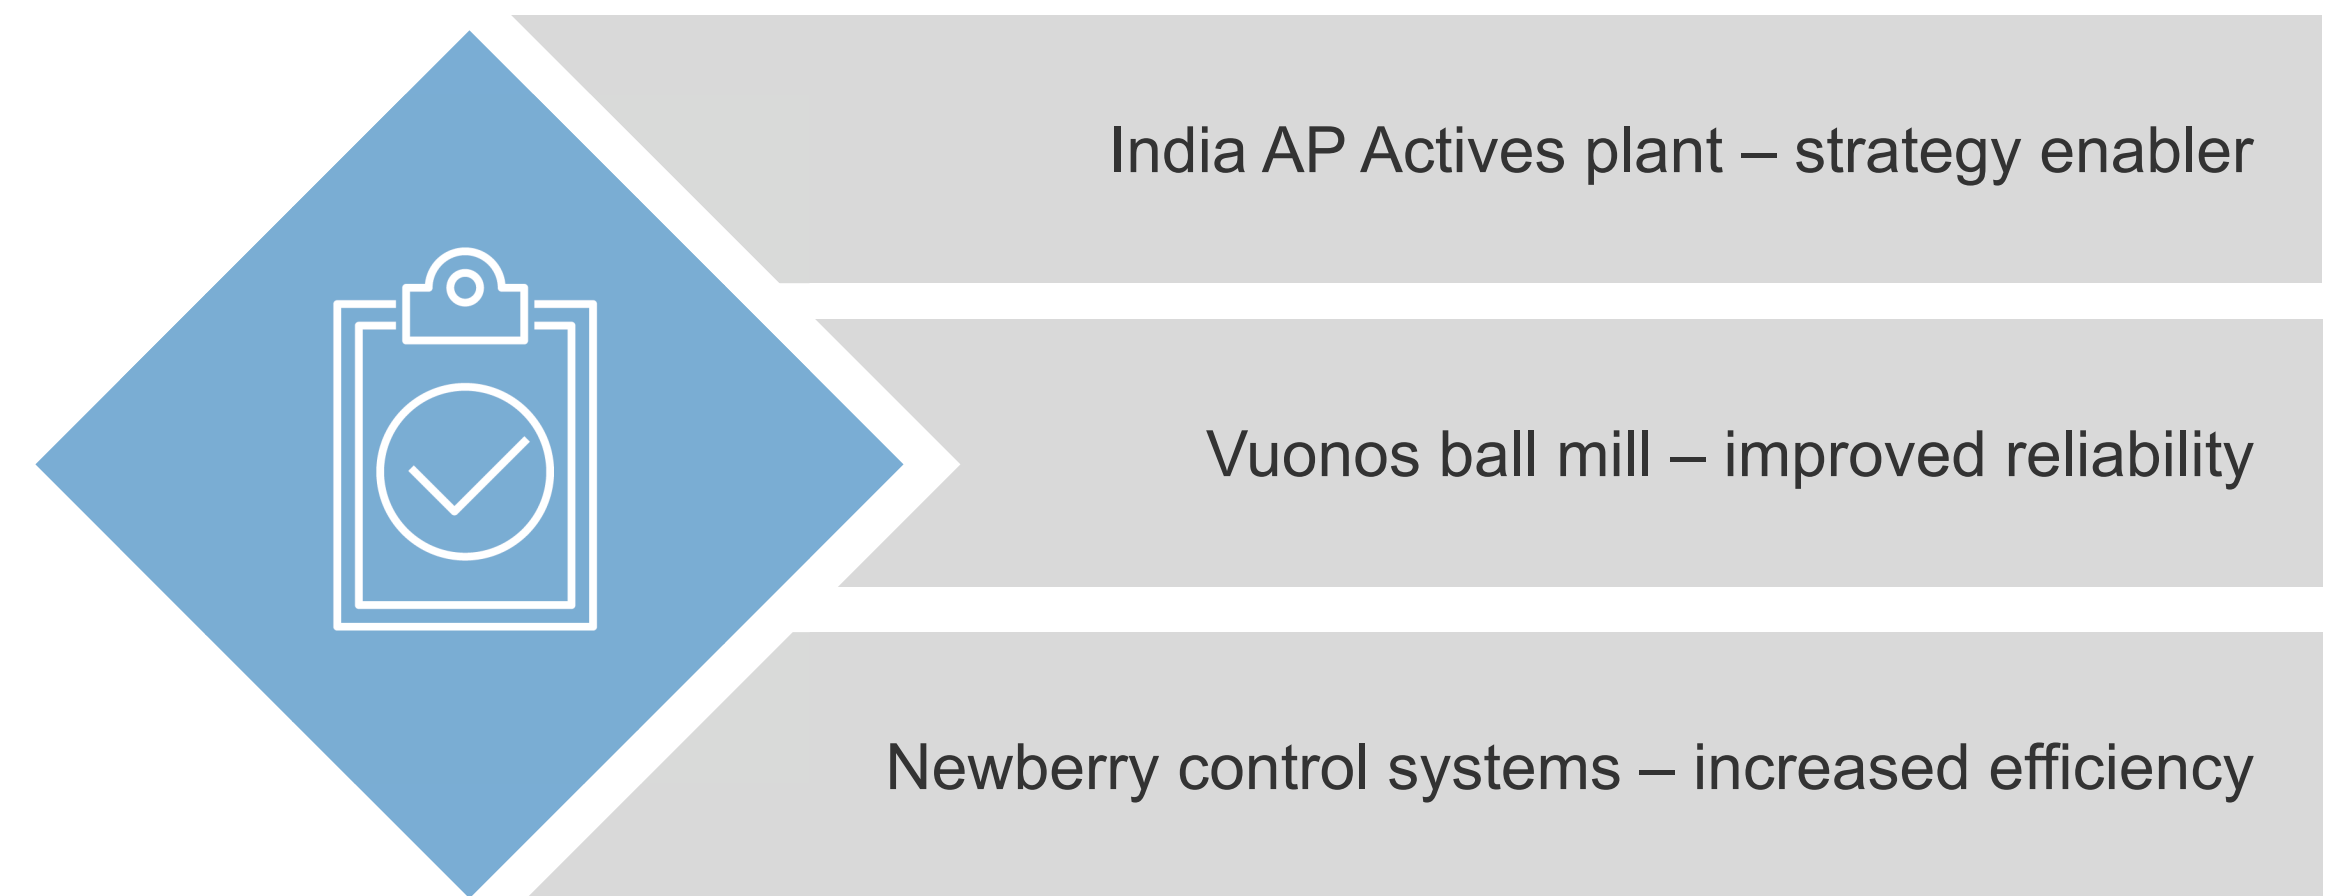 India AP Actives plant – strategy enabler
Vuonos ball mill – improved reliability
Newberry control systems – increased efficiency